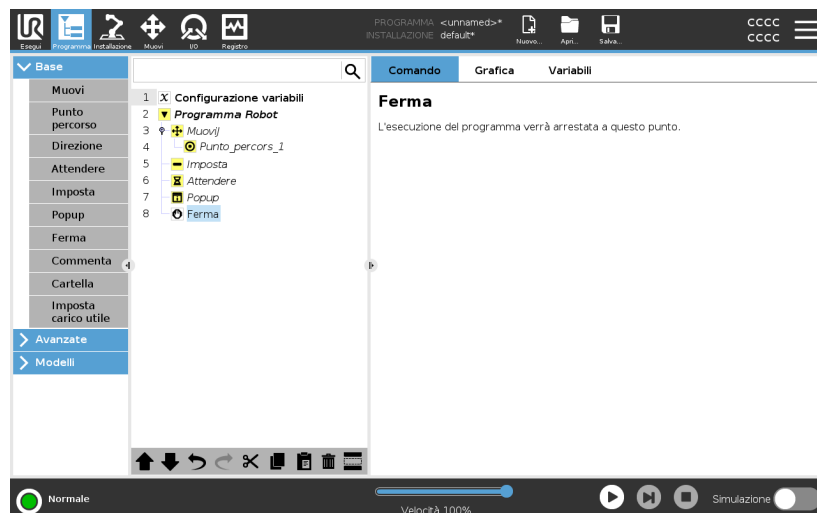 UR
PROGRAMMA <unnamed>*
INSTALLAZIONE default*
Esegui Programma Installazione Muovi I/O Registro
Nuovo... Apri... Salva...
CCCC
CCCC
Base
Muovi
Punto
percorso
Direzione
Attendere
Imposta
Popup
Ferma
Commenta
Cartella
Imposta
carico utile
Avanzate
Modelli
1 X Configurazione variabili
2 Programma Robot
3 MuoviJ
4 Punto_percors_1
5 Imposta
6 Attendere
7 Popup
8 Ferma
Comando Grafica Variabili
Ferma
L'esecuzione del programma verrà arrestata a questo punto.
Normale
Velocità 100%
Simulazione